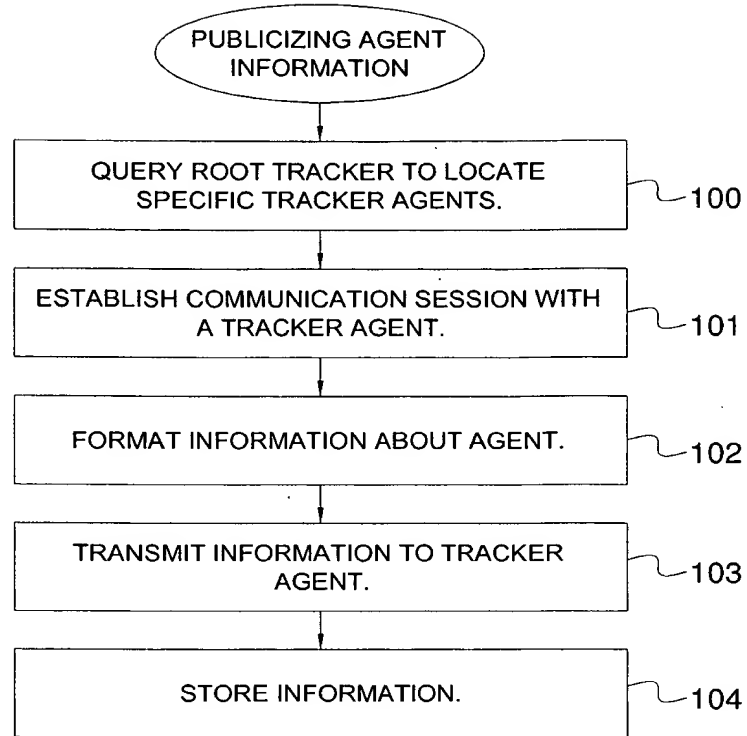 PUBLICIZING AGENT
INFORMATION
QUERY ROOT TRACKER TO LOCATE
SPECIFIC TRACKER AGENTS.
100
ESTABLISH COMMUNICATION SESSION WITH
A TRACKER AGENT.
101
FORMAT INFORMATION ABOUT AGENT.
102
TRANSMIT INFORMATION TO TRACKER
AGENT.
103
STORE INFORMATION.
104